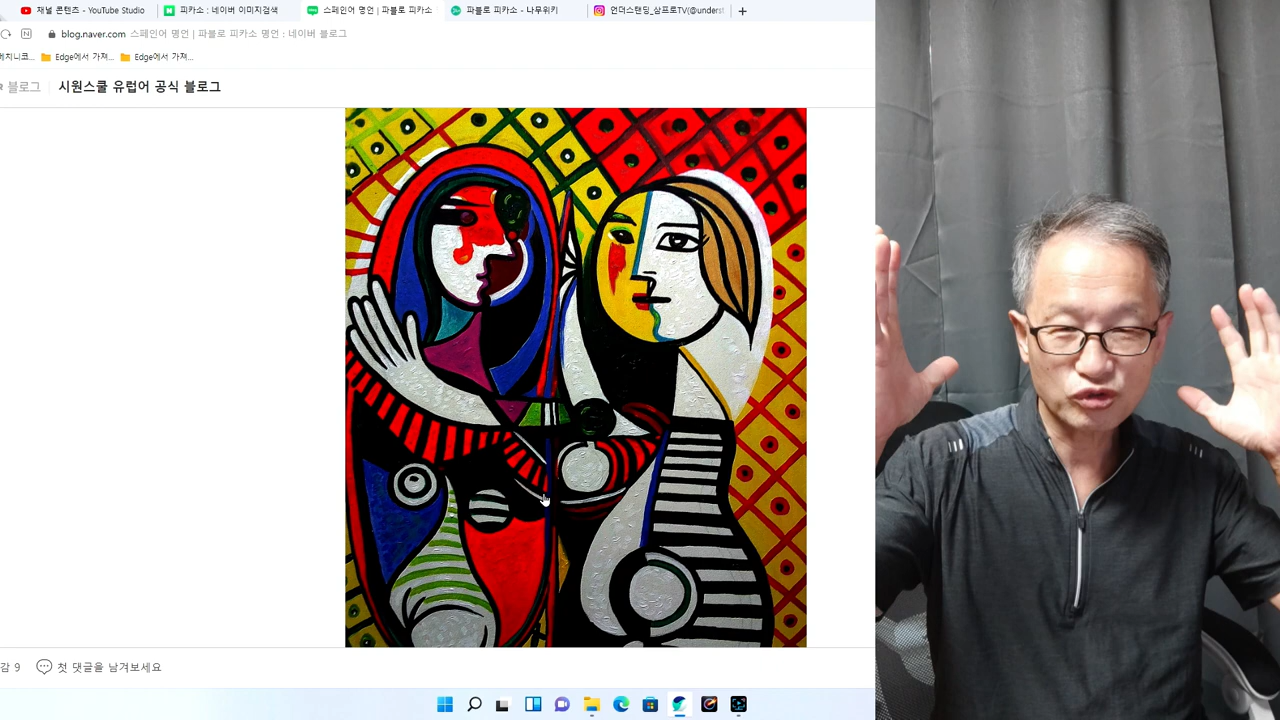 채널 콘텐츠 - YouTube Studio
피카소 : 네이버 이미지검색
스페인어 명언 | 파블로 피카소
파블로 피카소 - 나무위키
언더스탠딩_삼프로TV(@underst
blog.naver.com 스페인어 명언 | 파블로 피카소 명언 : 네이버 블로그
Edge에서 가져... Edge에서 가져...
블로그 시원스쿨 유럽어 공식 블로그
감 9 첫 댓글을 남겨보세요